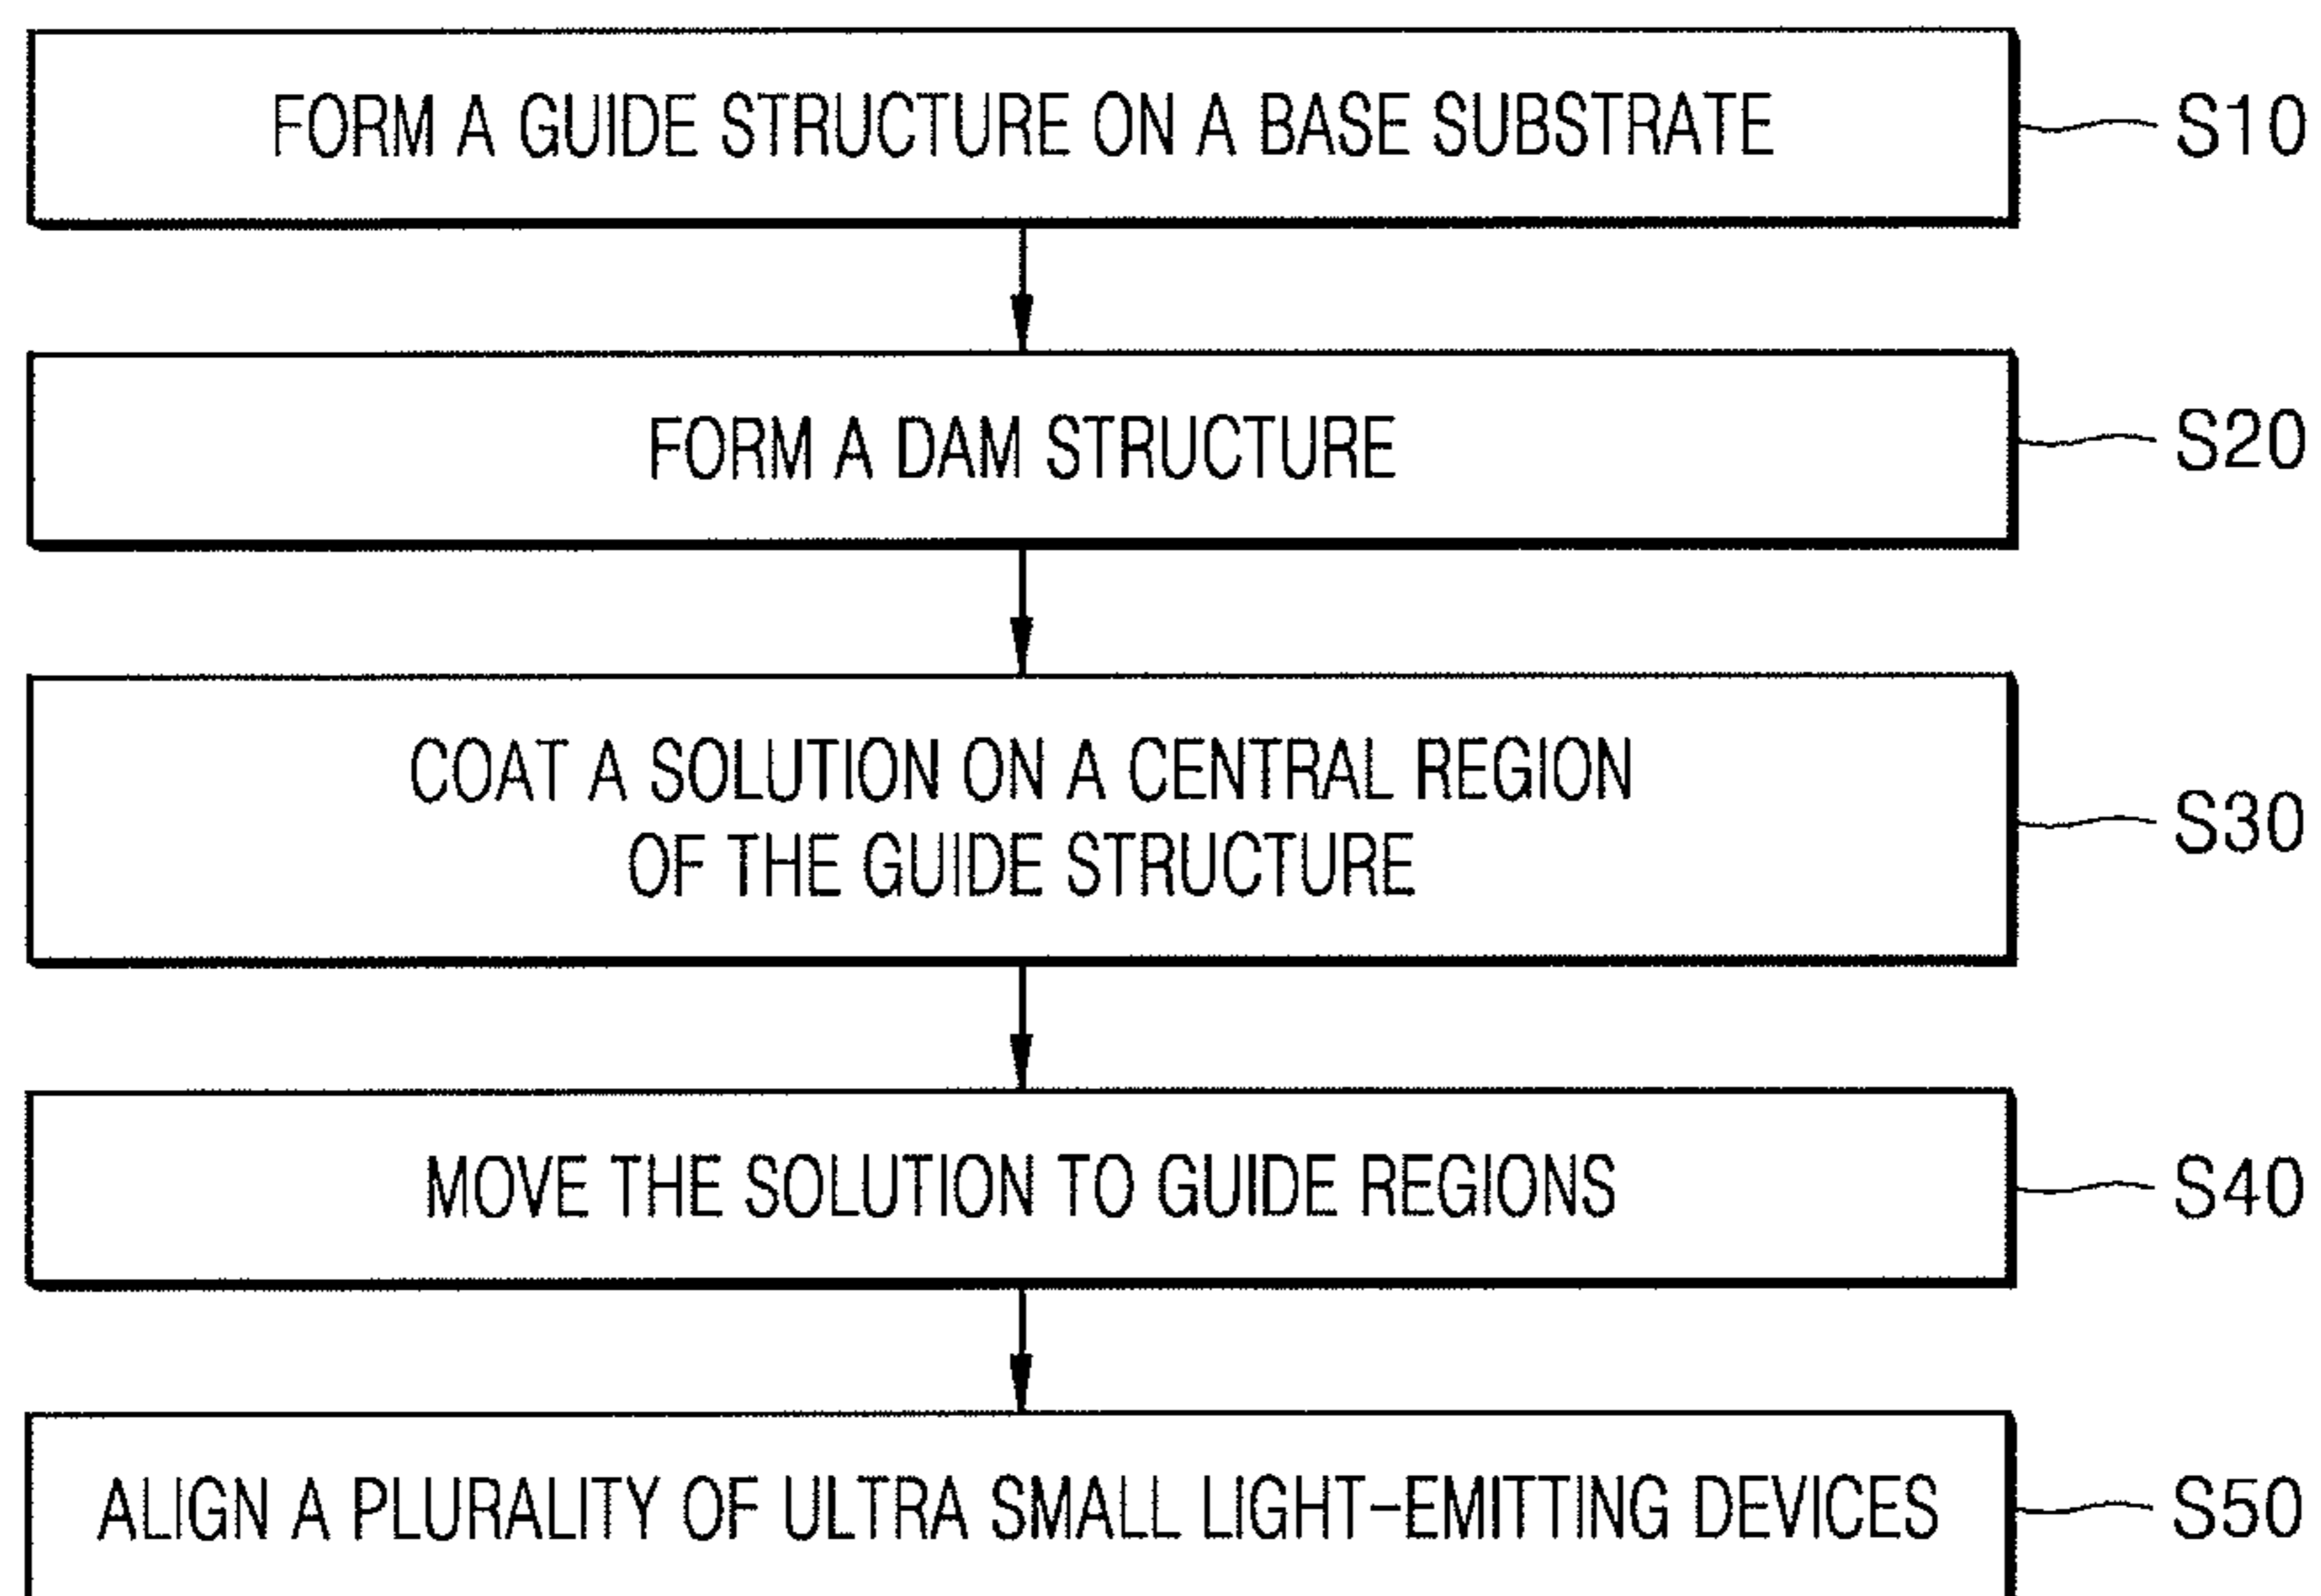 FORM A GUIDE STRUCTURE ON A BASE SUBSTRATE
S10
FORM A DAM STRUCTURE
S20
COAT A SOLUTION ON A CENTRAL REGION
OF THE GUIDE STRUCTURE
S30
MOVE THE SOLUTION TO GUIDE REGIONS
S40
ALIGN A PLURALITY OF ULTRA SMALL LIGHT-EMITTING DEVICES
S50